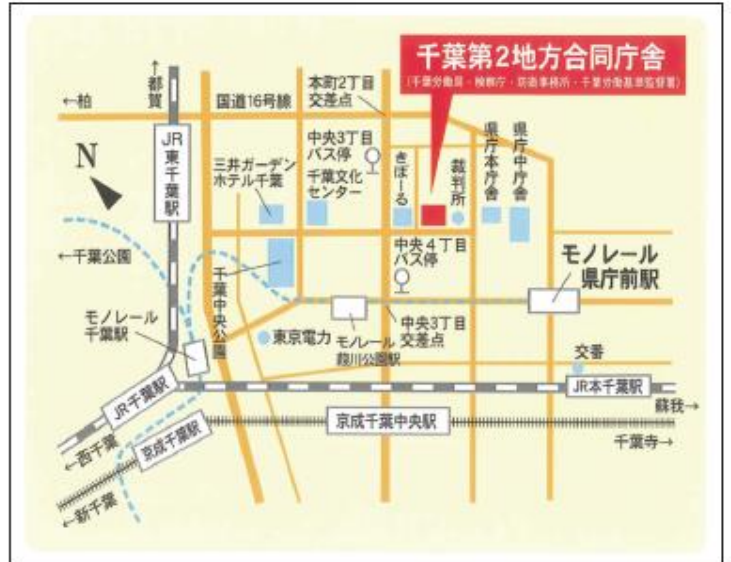 千葉第2地方合同庁舎
(千葉労働局・検察庁・防衛事務所・千葉労働基準監督署)
↑都賀
←柏
国道16号線
本町2丁目
交差点
JR東千葉駅
N
三井ガーデン
ホテル千葉
中央3丁目
バス停
千葉文化
センター
きぼーる
裁判所
県庁本庁舎
県庁中庁舎
←千葉公園
千葉中央公園
中央4丁目
バス停
モノレール
県庁前駅
モノレール
千葉駅
東京電力
モノレール
葭川公園駅
中央3丁目
交差点
交番
JR千葉駅
JR本千葉駅
蘇我→
←西千葉
京成千葉駅
京成千葉中央駅
千葉寺→
←新千葉